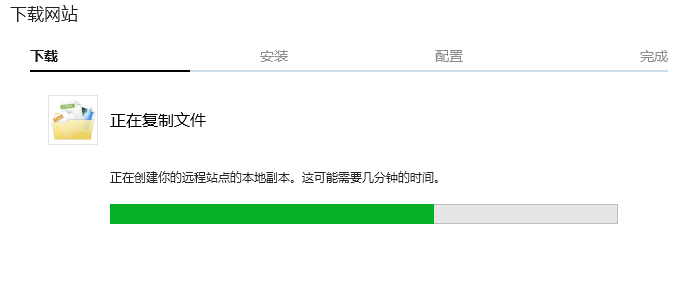 下载网站
下载 安装 配置 完成
正在复制文件
正在创建你的远程站点的本地副本。这可能需要几分钟的时间。